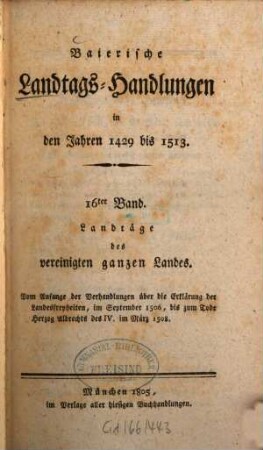 Baierische
Landtags-Handlungen
in
den Jahren 1429 bis 1513.
16ter Band.
Landtäge
des
vereinigten ganzen Landes.
Vom Anfange der Verhandlungen über die Erklärung der
Landesfreyheiten, im September 1506, bis zum Tode
Herzog Albrechts des IV. im März 1508.
FREISING
München 1805,
im Verlage aller hiesigen Buchhandlungen.